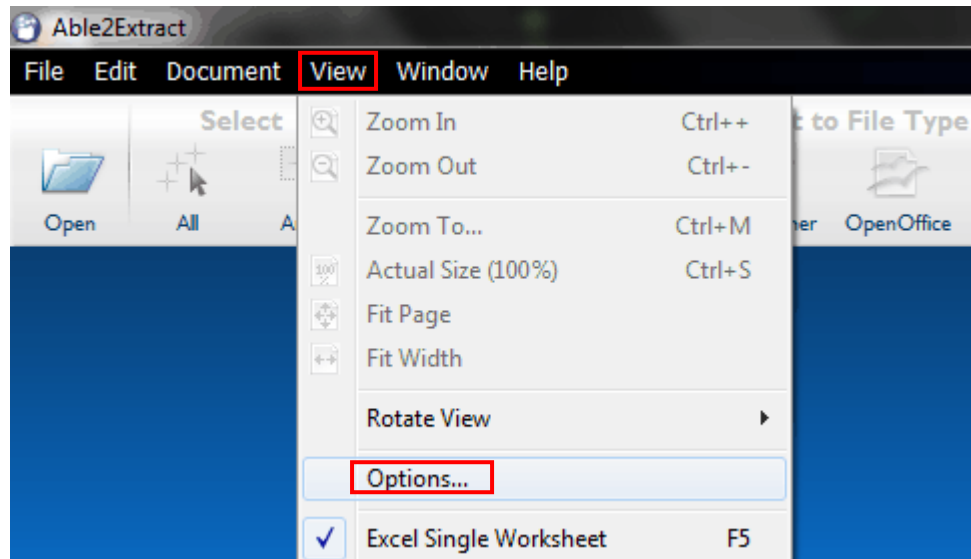 Able2Extract
File Edit Document View Window Help
Select t to File Type
Open All A er OpenOffice
Zoom In Ctrl++
Zoom Out Ctrl+-
Zoom To... Ctrl+M
100%
Actual Size (100%) Ctrl+S
Fit Page
Fit Width
Rotate View
Options...
Excel Single Worksheet F5